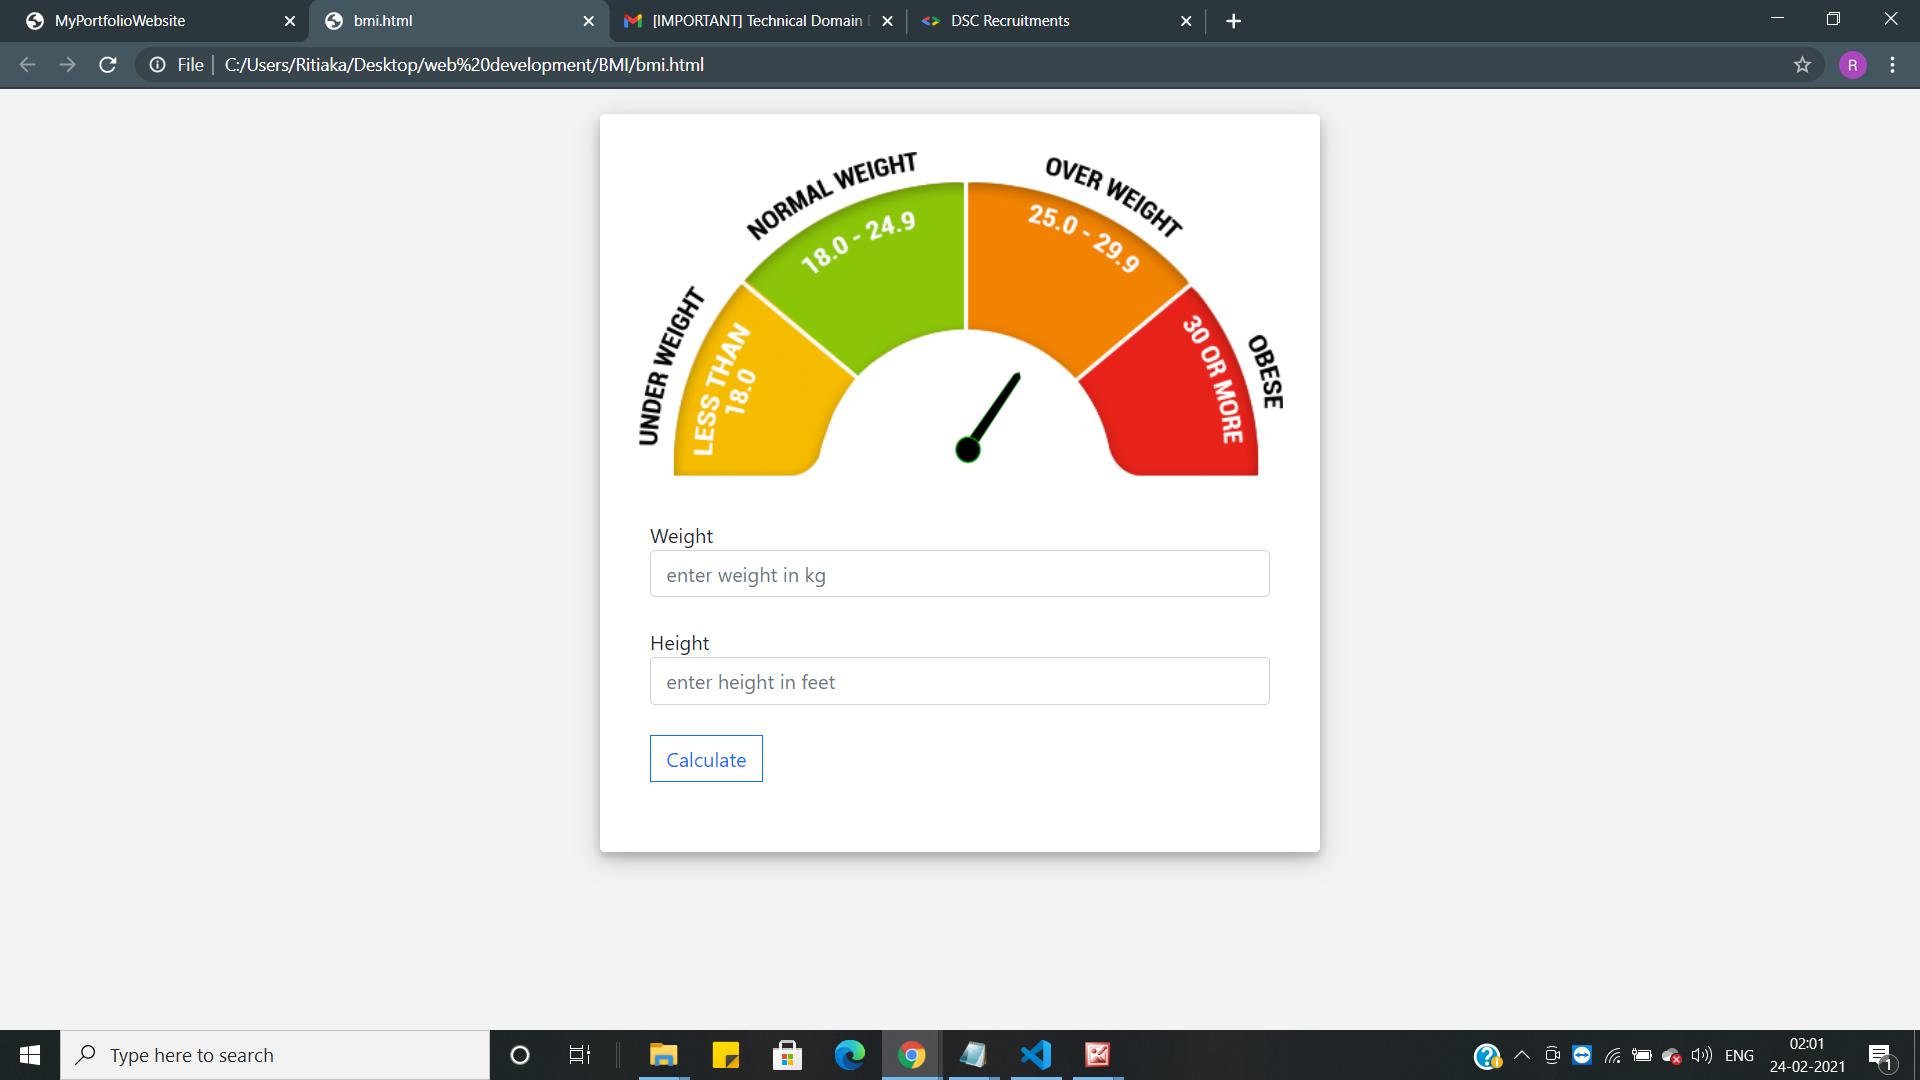 MyPortfolioWebsite
bmi.html
[IMPORTANT] Technical Domain
DSC Recruitments
File
C:/Users/Ritiaka/Desktop/web%20development/BMI/bmi.html
R
UNDER WEIGHT
NORMAL WEIGHT
OVER WEIGHT
OBESE
LESS THAN
18.0
18.0 - 24.9
25.0 - 29.9
30 OR MORE
Weight
enter weight in kg
Height
enter height in feet
Calculate
Type here to search
ENG
02:01
24-02-2021
1